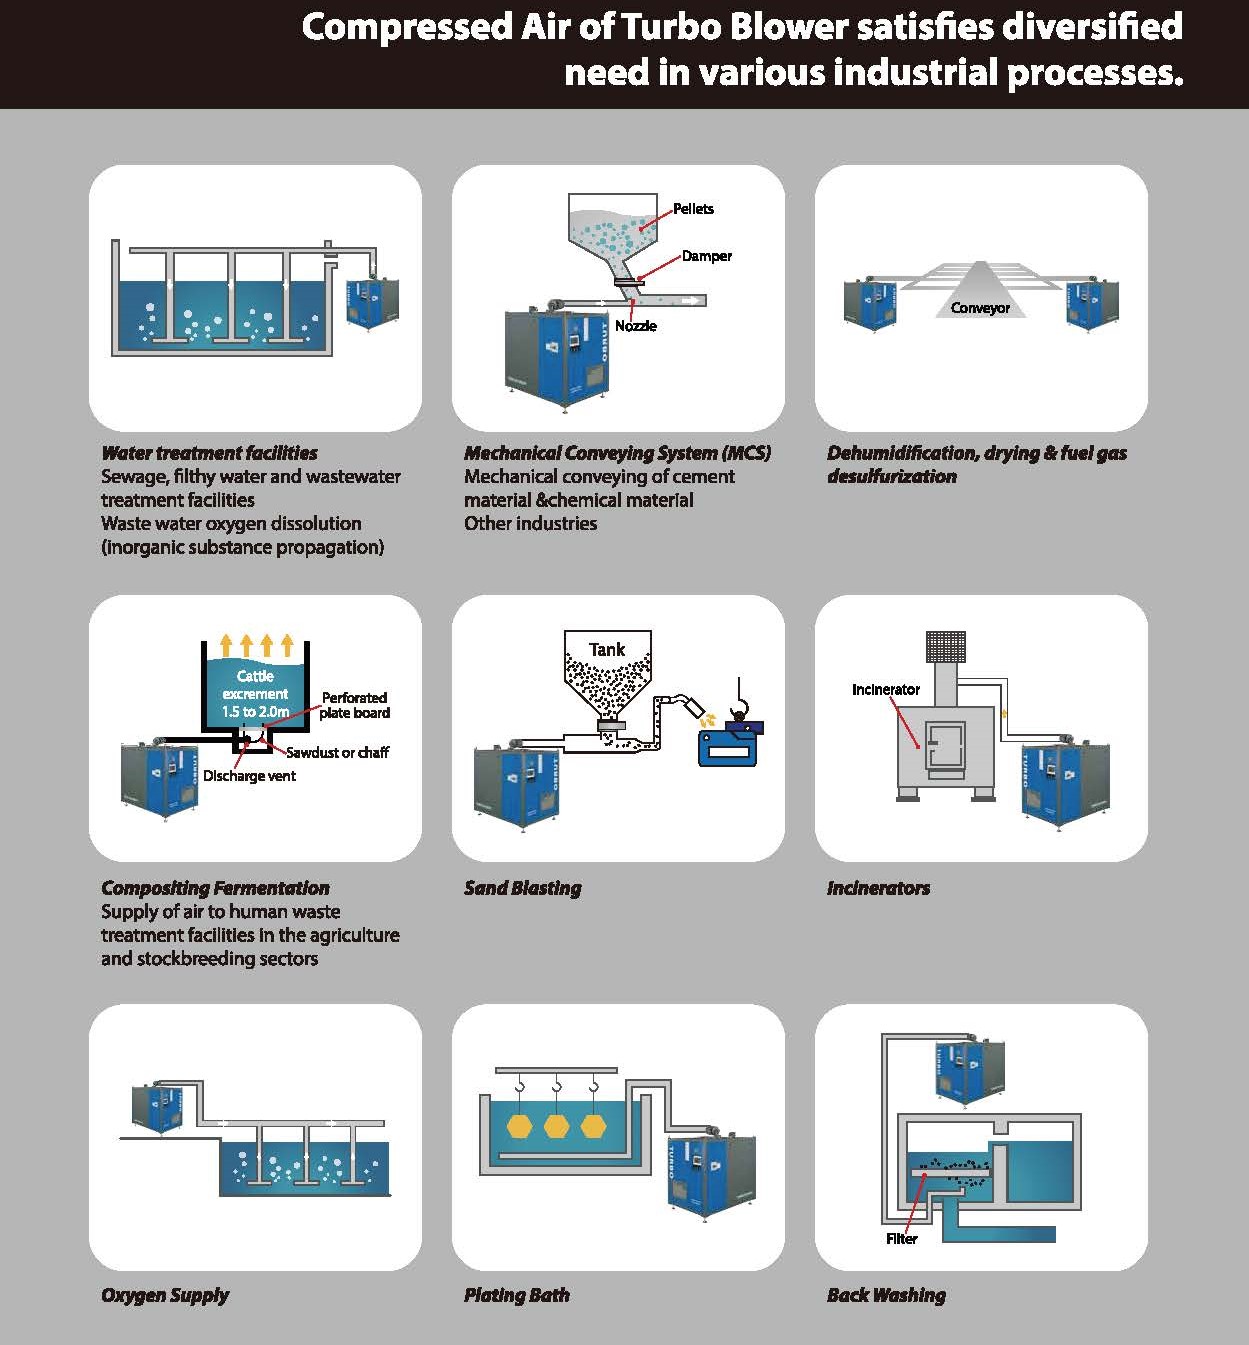 Compressed Air of Turbo Blower satisfies diversified
need in various industrial processes.
Pellets
Damper
Nozzle
OBRUT
Conveyor
Water treatment facilities
Sewage, filthy water and wastewater
treatment facilities
Waste water oxygen dissolution
(inorganic substance propagation)
Mechanical Conveying System (MCS)
Mechanical conveying of cement
material &chemical material
Other industries
Dehumidification, drying & fuel gas
desulfurization
Cattle
excrement
1.5 to 2.0m
Perforated
plate board
Sawdust or chaff
Discharge vent
Tank
Incinerator
TURBO
Compositing Fermentation
Supply of air to human waste
treatment facilities in the agriculture
and stockbreeding sectors
Sand Blasting
Incinerators
TURBO
TURBO
Filter
Oxygen Supply
Plating Bath
Back Washing